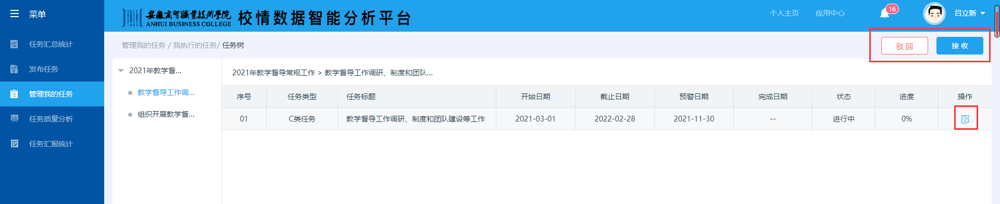 菜单
安徽商贸职业技术学院
ANHUI BUSINESS COLLEGE
校情数据智能分析平台
个人主页
应用中心
16
吕立新
任务汇总统计
发布任务
管理我的任务
任务质量分析
任务汇报统计
管理我的任务 / 我执行的任务/ 任务树
驳 回
接 收
2021年教学督...
教学督导工作调...
组织开展教学督...
2021年教学督导常规工作 > 教学督导工作调研、制度和团队...
序号 任务类型 任务标题 开始日期 截止日期 预警日期 完成日期 状态 进度 操作
01 C类任务 教学督导工作调研、制度和团队建设等工作 2021-03-01 2022-02-28 2021-11-30 -- 进行中 0%